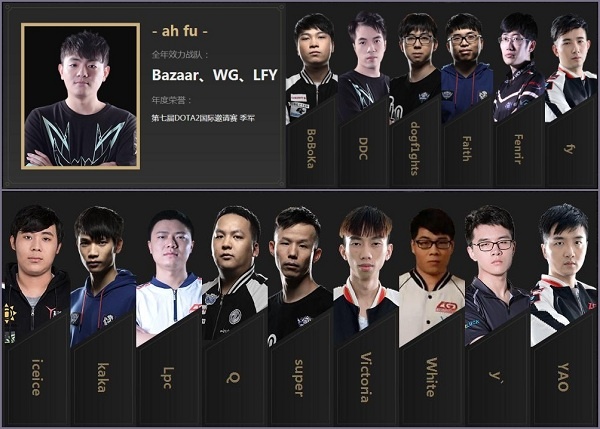 - ah fu -
全年效力战队：
Bazaar、WG、LFY
年度荣誉：
第七届DOTA2国际邀请赛 季军
BoBoKa
DDC
dogf1ghts
Faith
Fenrir
fy
iceice
kaka
Lpc
Q
super
Victoria
White
y`
YAO